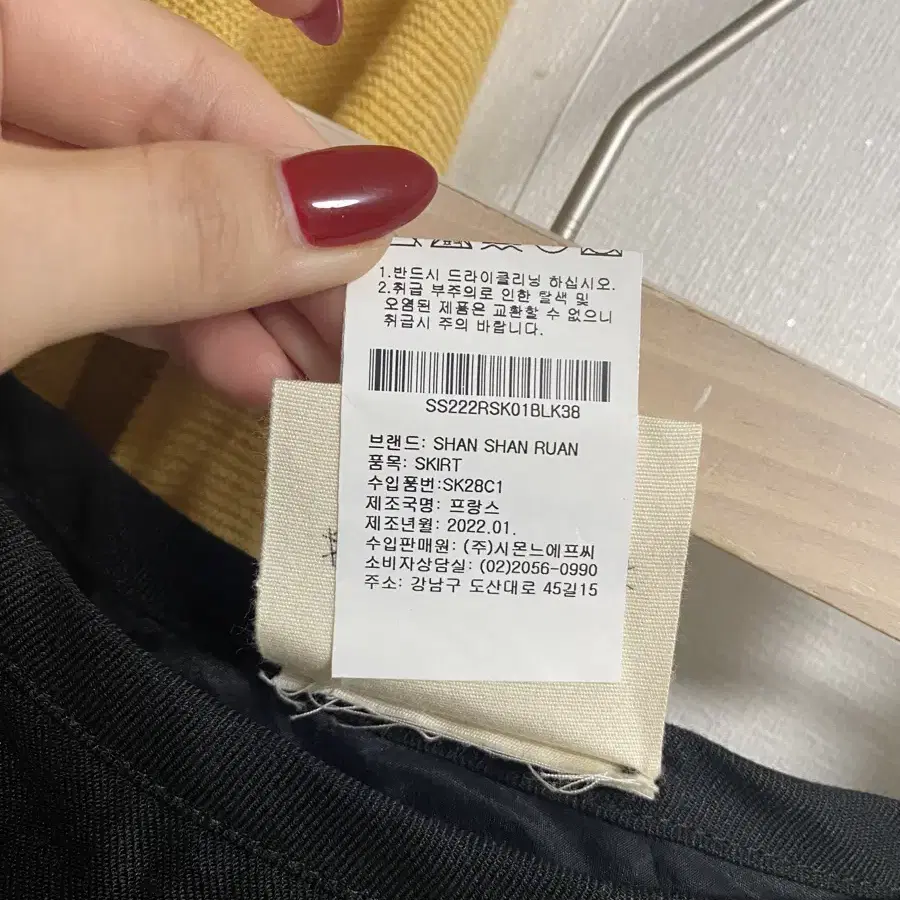 1.반드시 드라이클리닝 하십시오.
2.취급 부주의로 인한 탈색 및
오염된 제품은 교환할 수 없으니
취급시 주의 바랍니다.
SS222RSK01BLK38
브랜드: SHAN SHAN RUAN
품목: SKIRT
수입품번:SK28C1
제조국명: 프랑스
제조년월: 2022.01.
수입판매원: (주)시몬느에프씨
소비자상담실: (02)2056-0990
주소: 강남구 도산대로 45길15